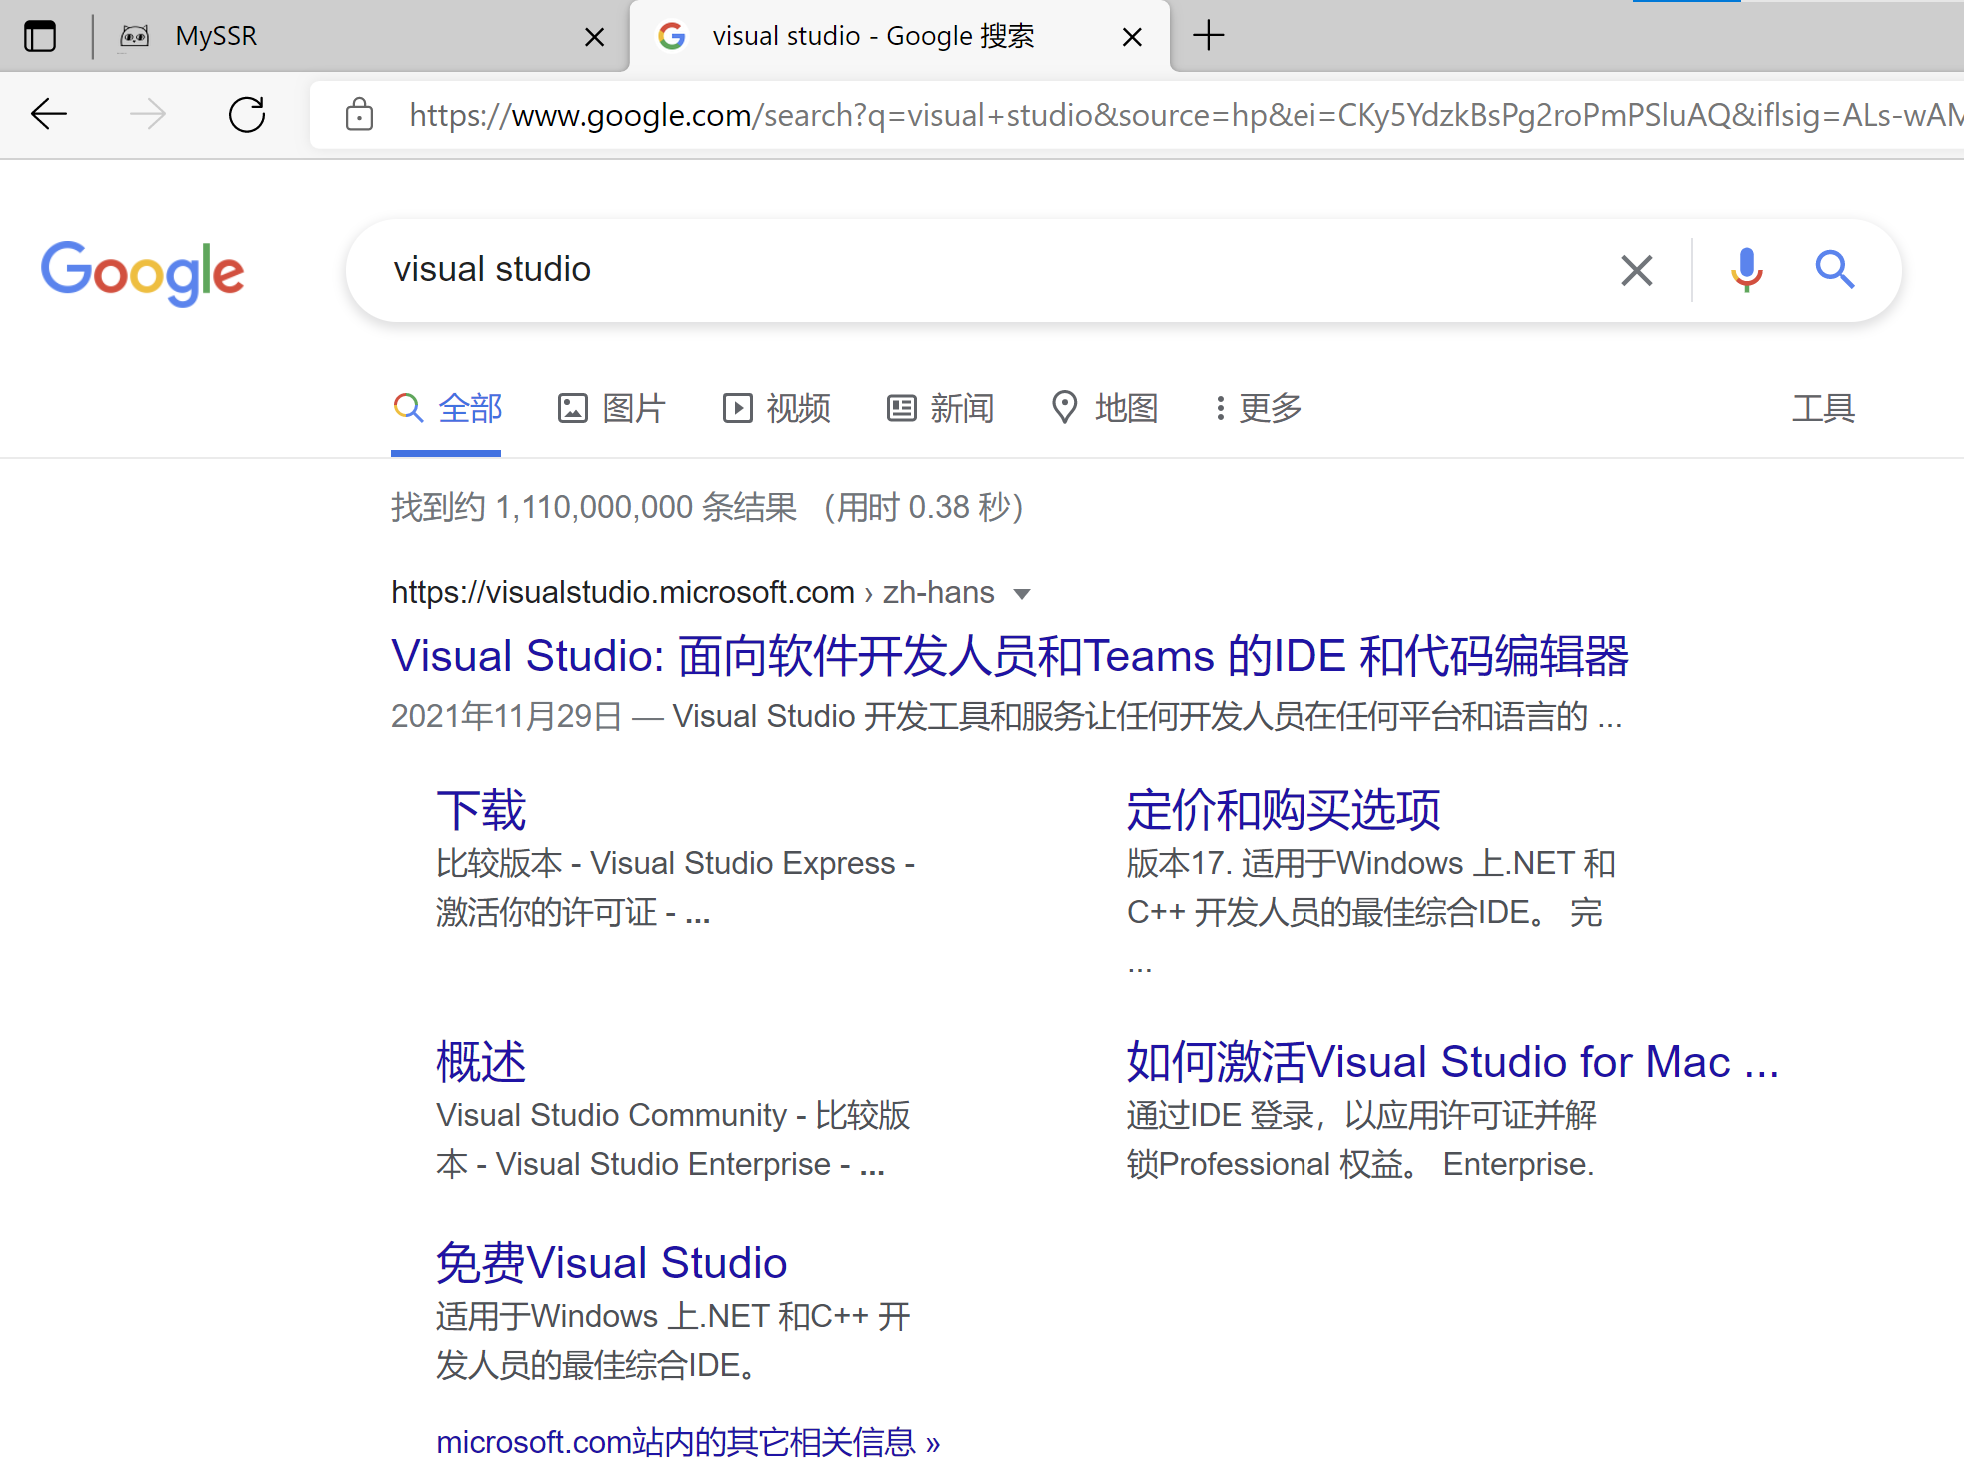 MySSR
visual studio - Google 搜索
https://www.google.com/search?q=visual+studio&source=hp&ei=CKy5YdzkBsPg2roPmPSluAQ&iflsig=ALs-wAM
Google
visual studio
全部 图片 视频 新闻 地图 更多 工具
找到约 1,110,000,000 条结果 （用时 0.38 秒）
https://visualstudio.microsoft.com › zh-hans
Visual Studio: 面向软件开发人员和Teams 的IDE 和代码编辑器
2021年11月29日 — Visual Studio 开发工具和服务让任何开发人员在任何平台和语言的 ...
下载
比较版本 - Visual Studio Express -
激活你的许可证 - ...
定价和购买选项
版本17. 适用于Windows 上.NET 和
C++ 开发人员的最佳综合IDE。 完
...
概述
Visual Studio Community - 比较版
本 - Visual Studio Enterprise - ...
如何激活Visual Studio for Mac ...
通过IDE 登录，以应用许可证并解
锁Professional 权益。 Enterprise.
免费Visual Studio
适用于Windows 上.NET 和C++ 开
发人员的最佳综合IDE。
microsoft.com站内的其它相关信息 »